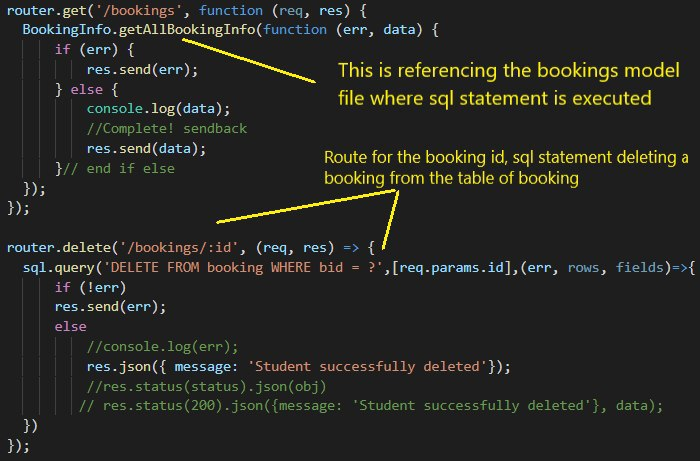 router.get('/bookings', function (req, res) {
BookingInfo.getAllBookingInfo(function (err, data) {
if (err) {
res.send(err);
This is referencing the bookings model
} else {
file where sql statement is executed
console.log(data);
//Complete! sendback
res.send(data);
Route for the booking id, sql statement deleting a
}// end if else
booking from the table of booking
});
});
router.delete('/bookings/:id', (req, res) => {
sql.query('DELETE FROM booking WHERE bid = ?',[req.params.id],(err, rows, fields)=>{
if (!err)
res.send(err);
else
//console.log(err);
res.json({ message: 'Student successfully deleted'});
//res.status(status).json(obj)
// res.status(200).json({message: 'Student successfully deleted'}, data);
})
});